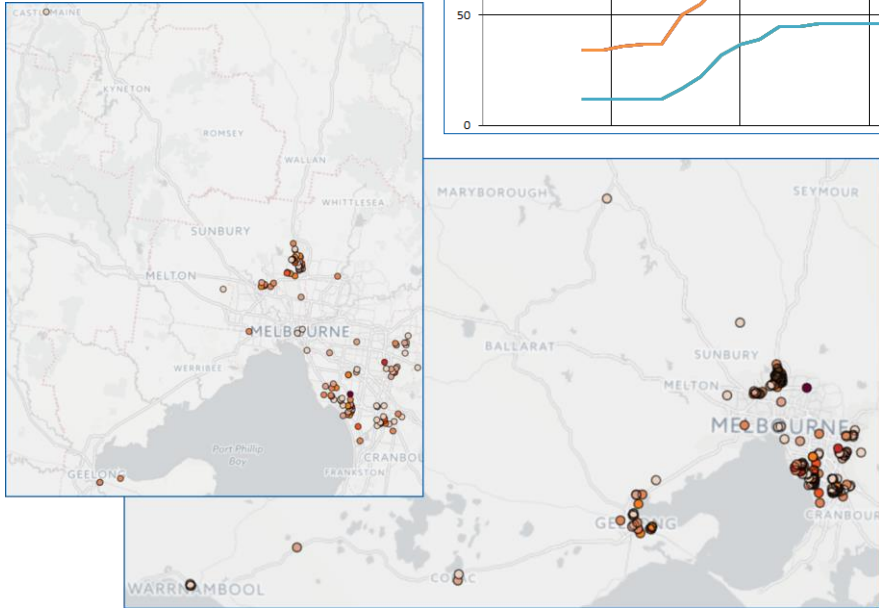 CASTLEMAINE
KYNETON
ROMSEY
WALLAN
WHITTLESEA
SUNBURY
MELTON
MELBOURNE
WERRIBEE
Port Phillip
Bay
GEELONG
CRANBOU
FRANKSTON
50
0
MARYBOROUGH
SEYMOUR
BALLARAT
SUNBURY
MELTON
MELBOURNE
GEELONG
CRANBOUR
COLAC
WARRNAMBOOL